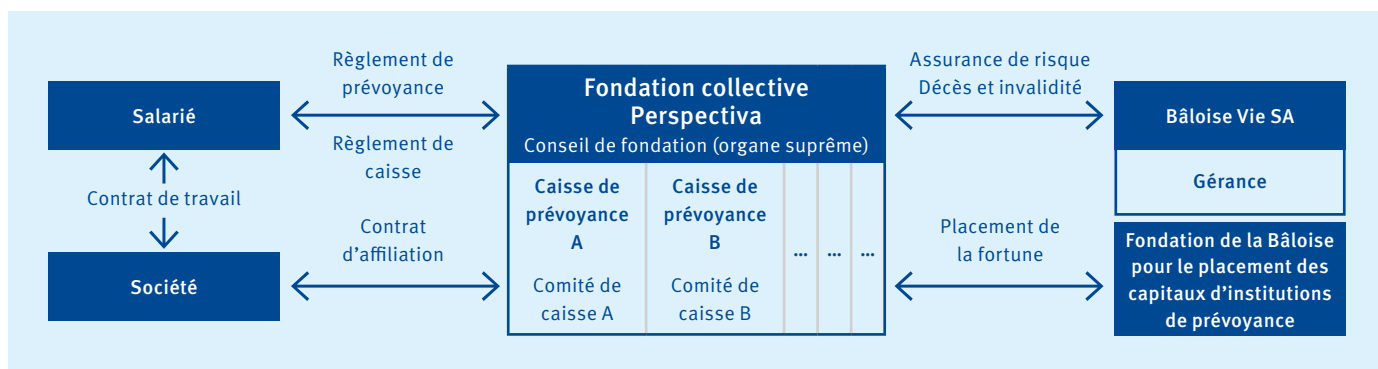 Salarié
Contrat de travail
Société
Règlement de
prévoyance
Règlement de
caisse
Contrat
d’affiliation
Fondation collective
Perspectiva
Conseil de fondation (organe suprême)
Caisse de
prévoyance
A
Comité de
caisse A
Caisse de
prévoyance
B
Comité de
caisse B
... ... ...
Assurance de risque
Décès et invalidité
Placement de
la fortune
Bâloise Vie SA
Gérance
Fondation de la Bâloise
pour le placement des
capitaux d’institutions
de prévoyance